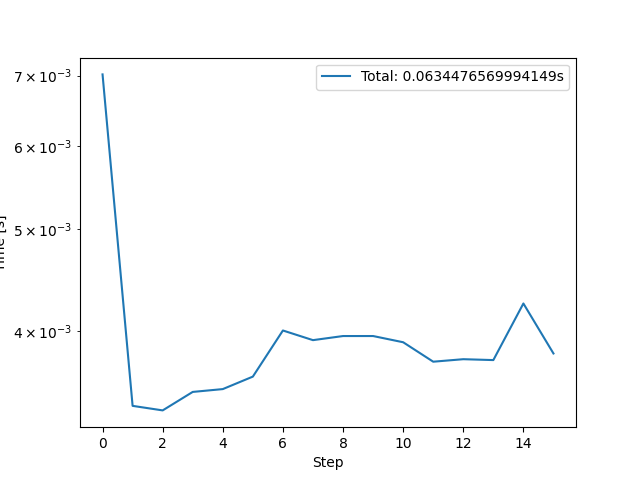 Total: 0.0634476569994149s
7 × 10⁻³
6 × 10⁻³
5 × 10⁻³
4 × 10⁻³
[s]
0 2 4 6 8 10 12 14
Step